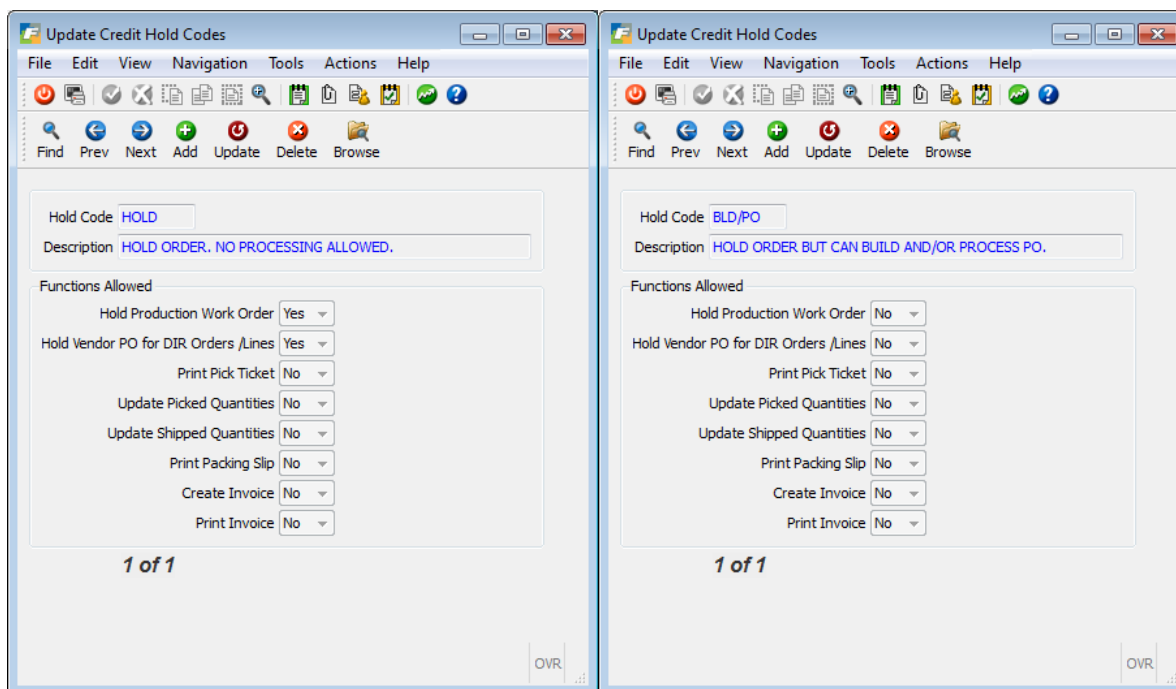 Update Credit Hold Codes
File Edit View Navigation Tools Actions Help
Find Prev Next Add Update Delete Browse
Hold Code HOLD
Description HOLD ORDER. NO PROCESSING ALLOWED.
Functions Allowed
Hold Production Work Order Yes
Hold Vendor PO for DIR Orders /Lines Yes
Print Pick Ticket No
Update Picked Quantities No
Update Shipped Quantities No
Print Packing Slip No
Create Invoice No
Print Invoice No
1 of 1
OVR
Update Credit Hold Codes
File Edit View Navigation Tools Actions Help
Find Prev Next Add Update Delete Browse
Hold Code BLD/PO
Description HOLD ORDER BUT CAN BUILD AND/OR PROCESS PO.
Functions Allowed
Hold Production Work Order No
Hold Vendor PO for DIR Orders /Lines No
Print Pick Ticket No
Update Picked Quantities No
Update Shipped Quantities No
Print Packing Slip No
Create Invoice No
Print Invoice No
1 of 1
OVR